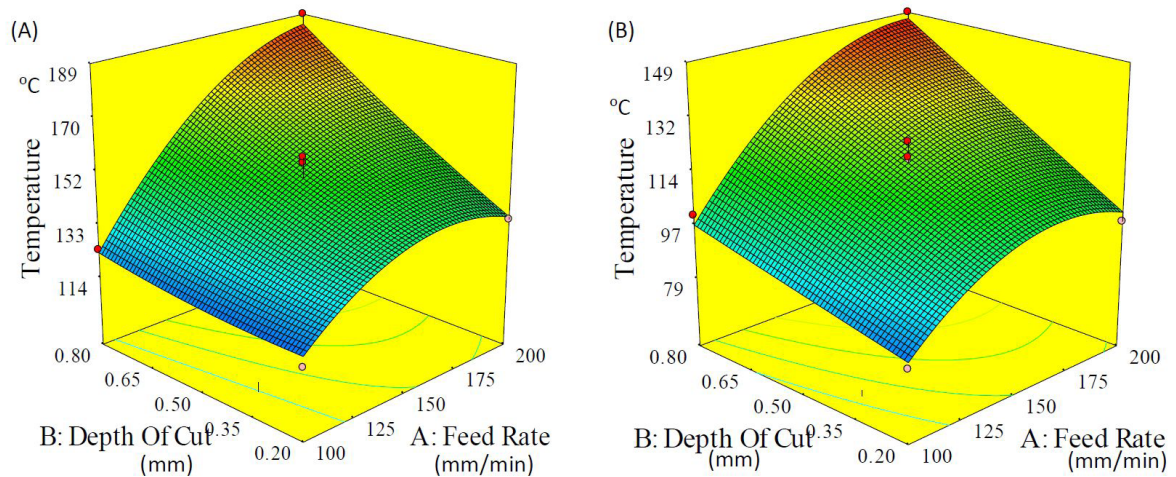 (A)
189
°C
170
152
133
114
Temperature
0.80
0.65
0.50
0.35
0.20
100
125
150
175
200
B: Depth Of Cut
(mm)
A: Feed Rate
(mm/min)
(B)
149
°C
132
114
97
79
Temperature
0.80
0.65
0.50
0.35
0.20
100
125
150
175
200
B: Depth Of Cut
(mm)
A: Feed Rate
(mm/min)